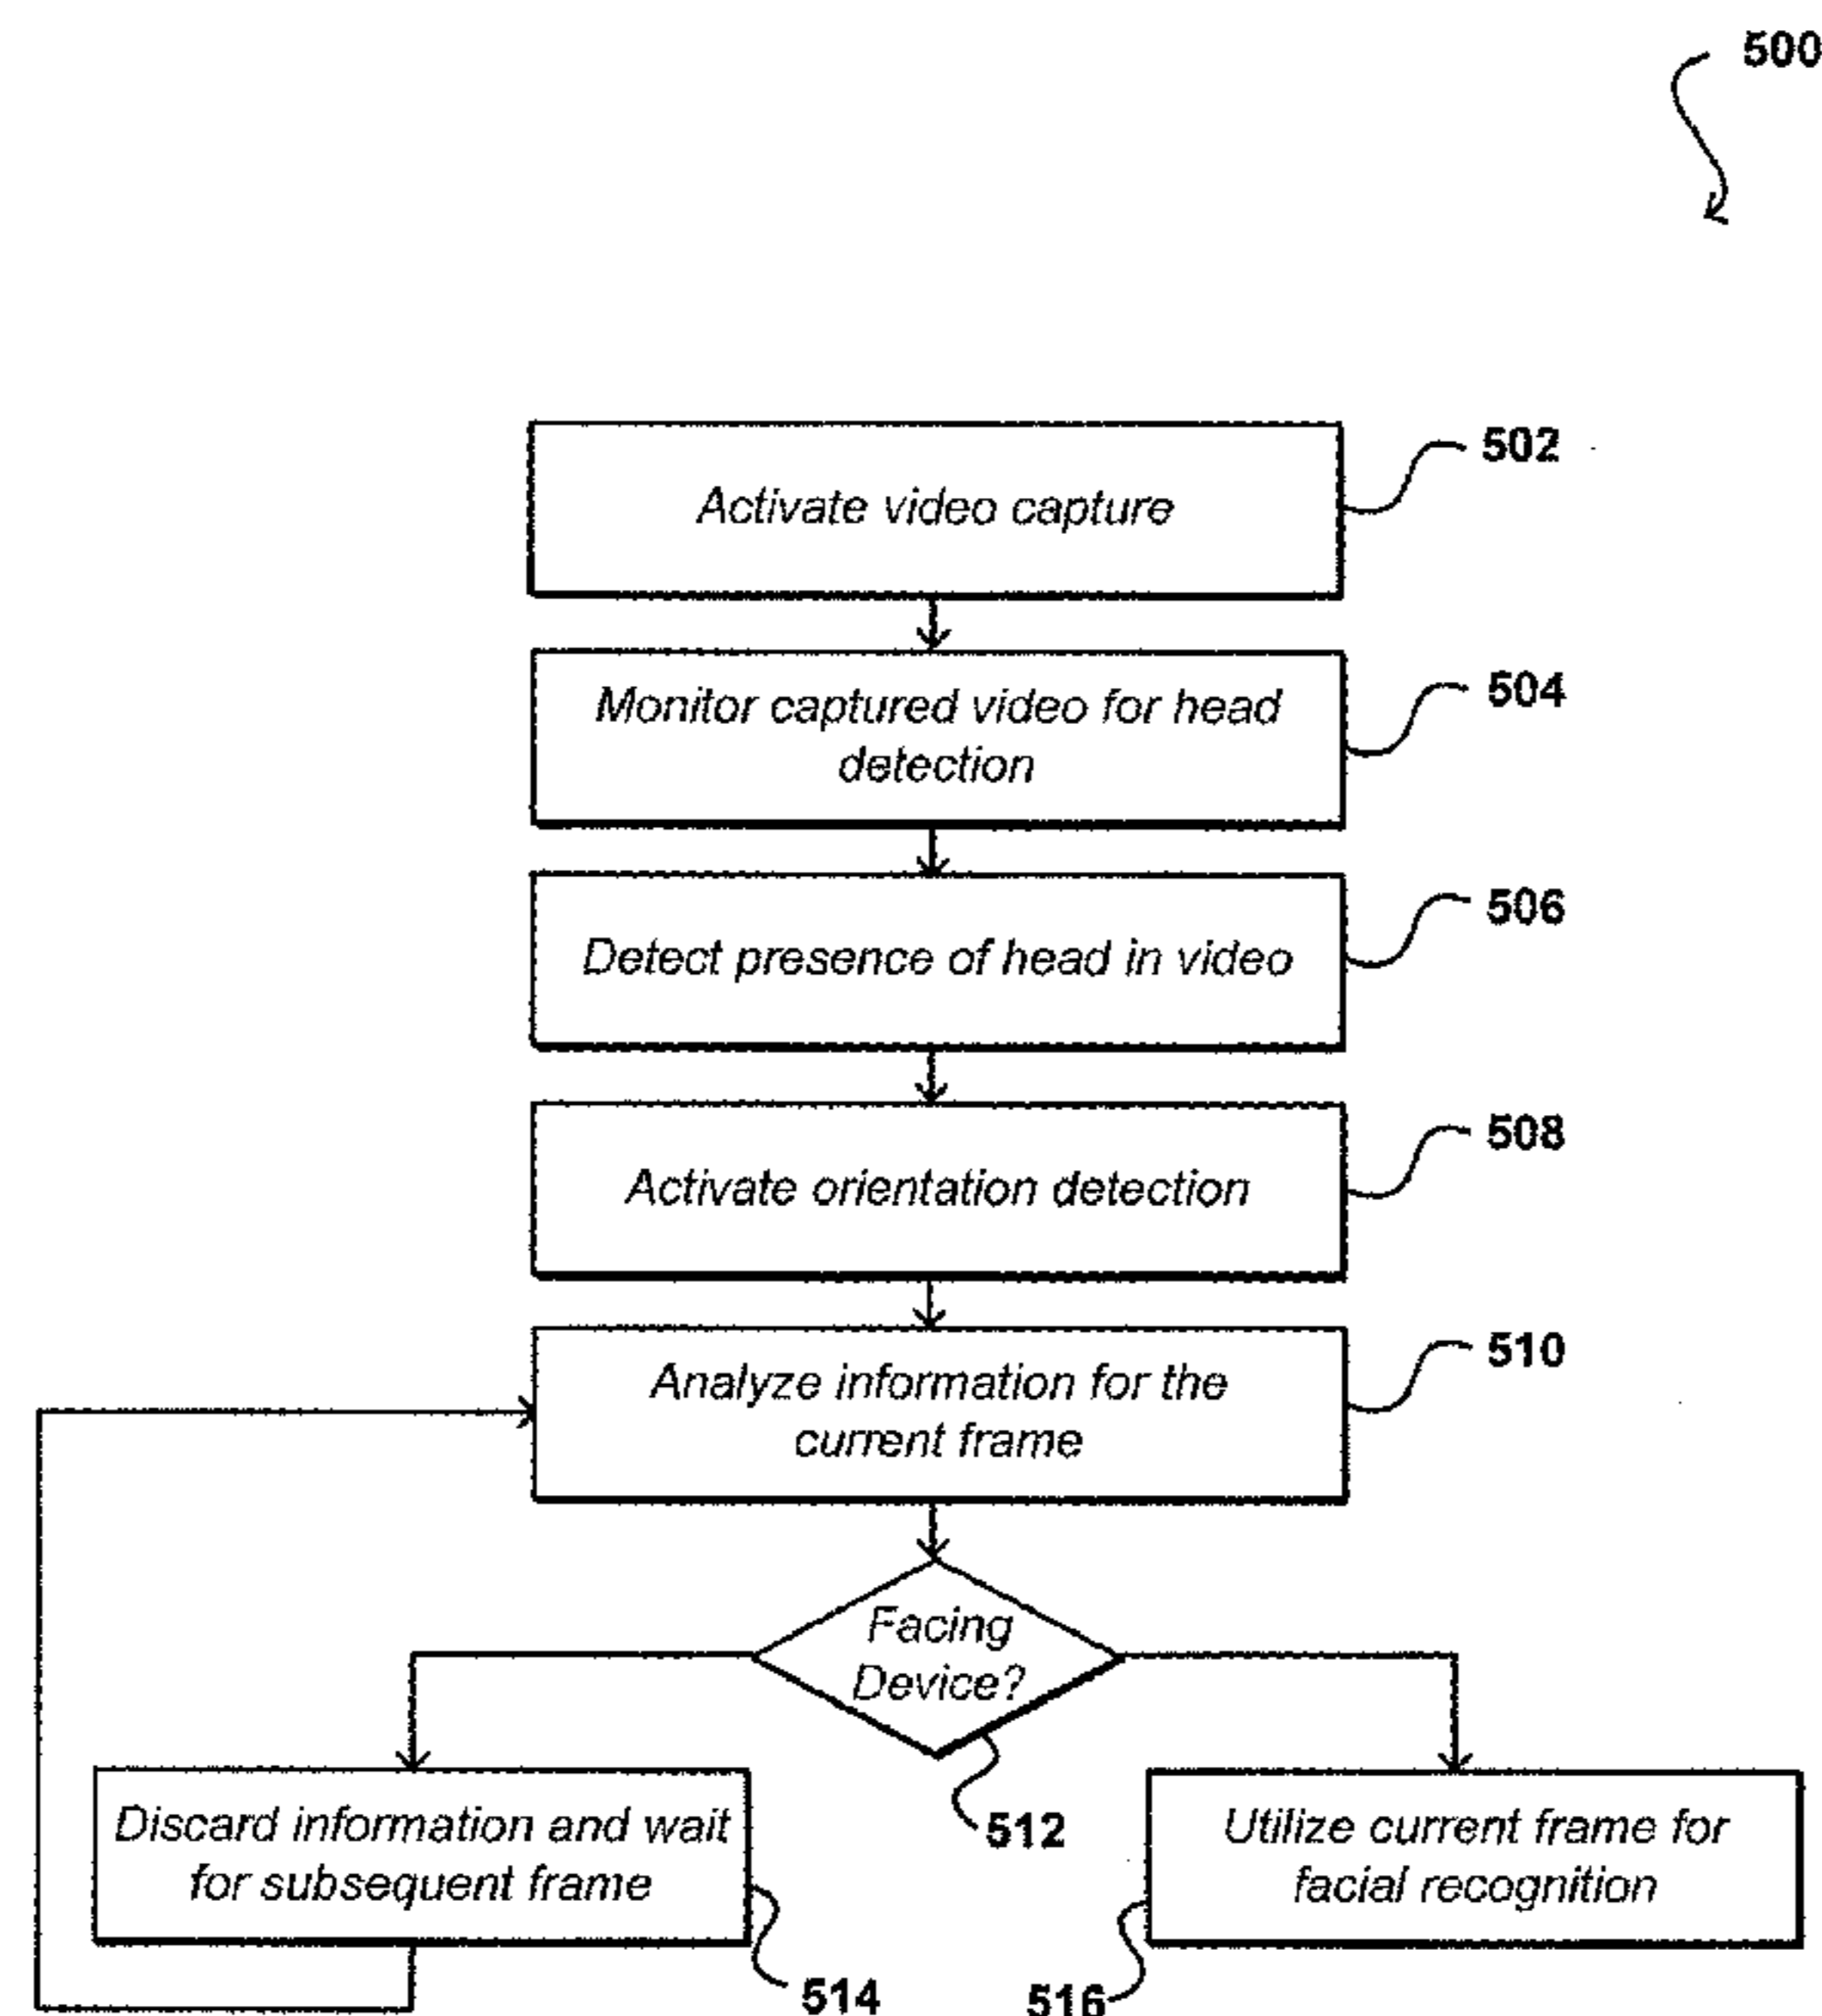 500
Activate video capture
502
Monitor captured video for head
detection
504
Detect presence of head in video
506
Activate orientation detection
508
Analyze information for the
current frame
510
Facing
Device?
512
Discard information and wait
for subsequent frame
514
Utilize current frame for
facial recognition
516